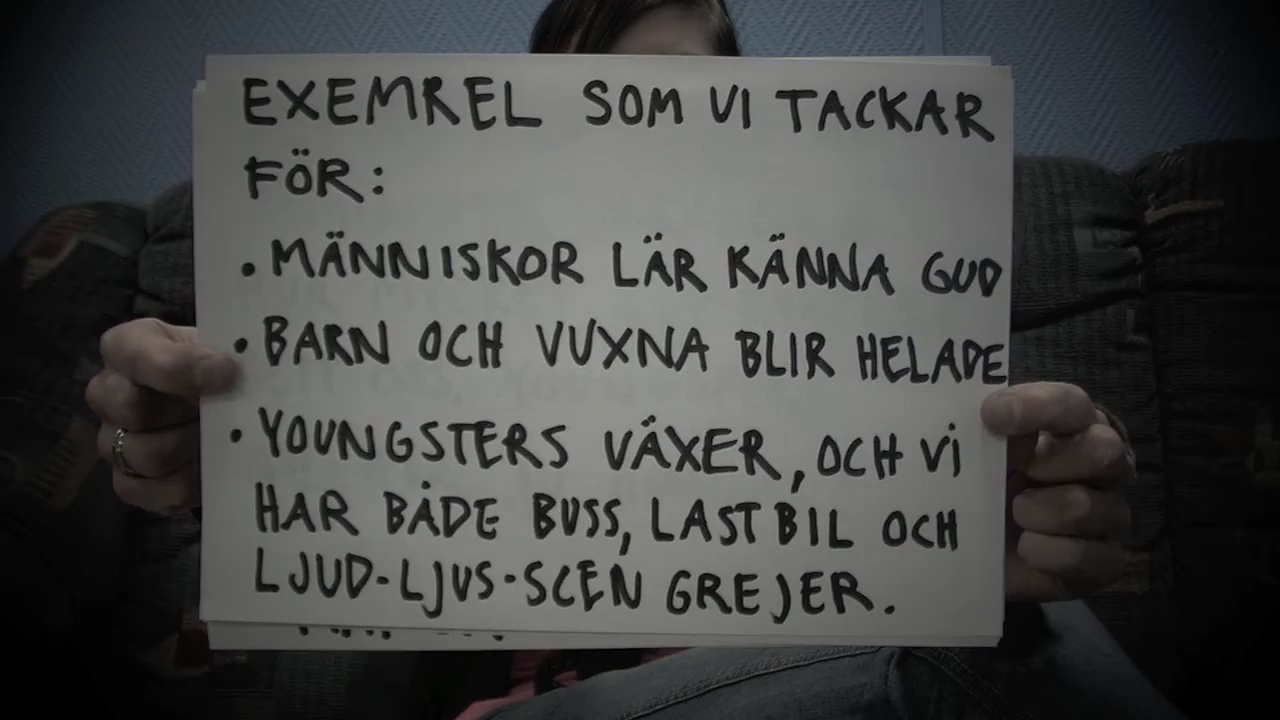 EXEMREL SOM VI TACKAR
FÖR:
• MÄNNISKOR LÄR KÄNNA GUD
• BARN OCH VUXNA BLIR HELADE
• YOUNGSTERS VÄXER, OCH VI
HAR BÅDE BUSS, LASTBIL OCH
LJUD-LJUS-SCEN GREJER.